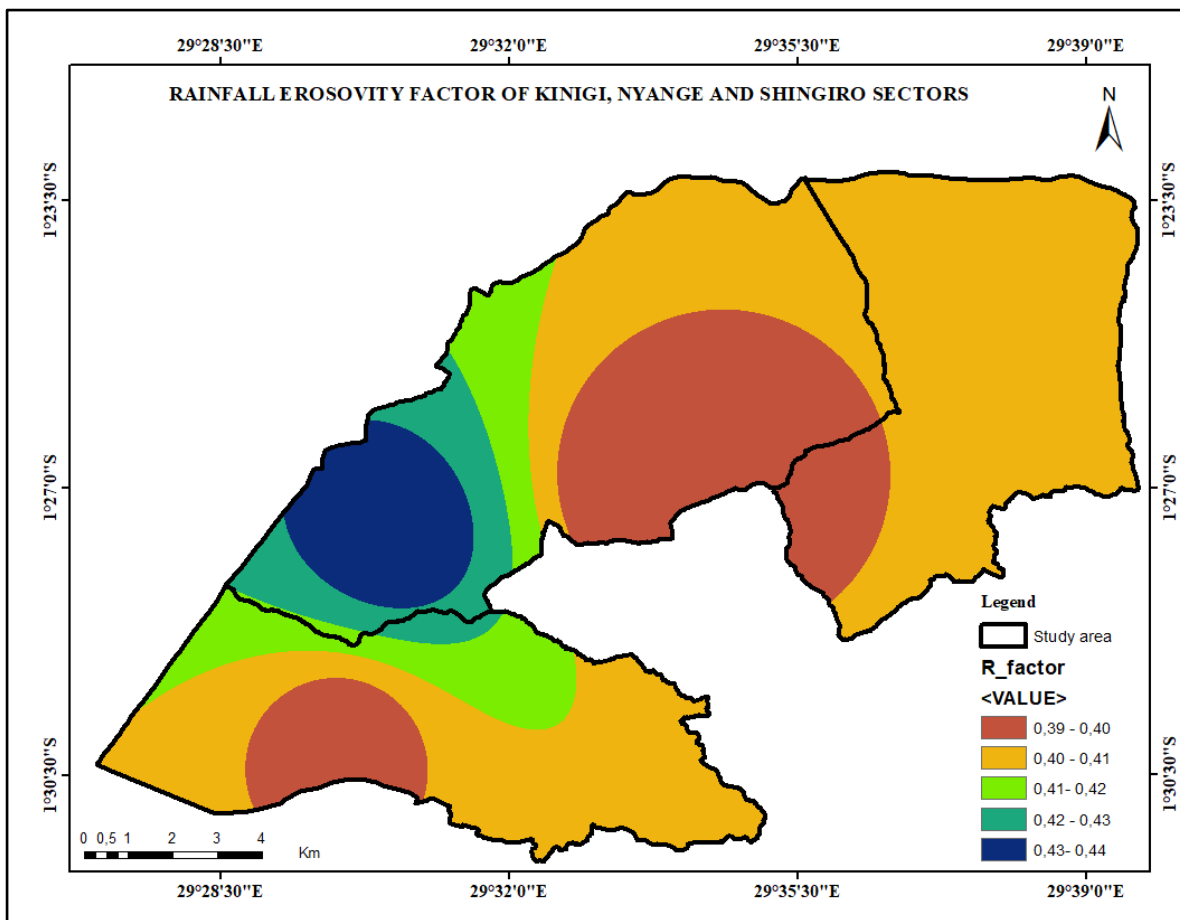 29°28'30"E 29°32'0"E 29°35'30"E 29°39'0"E
RAINFALL EROSOVITY FACTOR OF KINIGI, NYANGE AND SHINGIRO SECTORS
N
1°23'30"S 1°23'30"S
1°27'0"S 1°27'0"S
Legend
Study area
R_factor
<VALUE>
0,39 - 0,40
0,40 - 0,41
0,41- 0,42
0,42 - 0,43
0,43- 0,44
1°30'30"S 1°30'30"S
0 0,5 1 2 3 4
Km
29°28'30"E 29°32'0"E 29°35'30"E 29°39'0"E